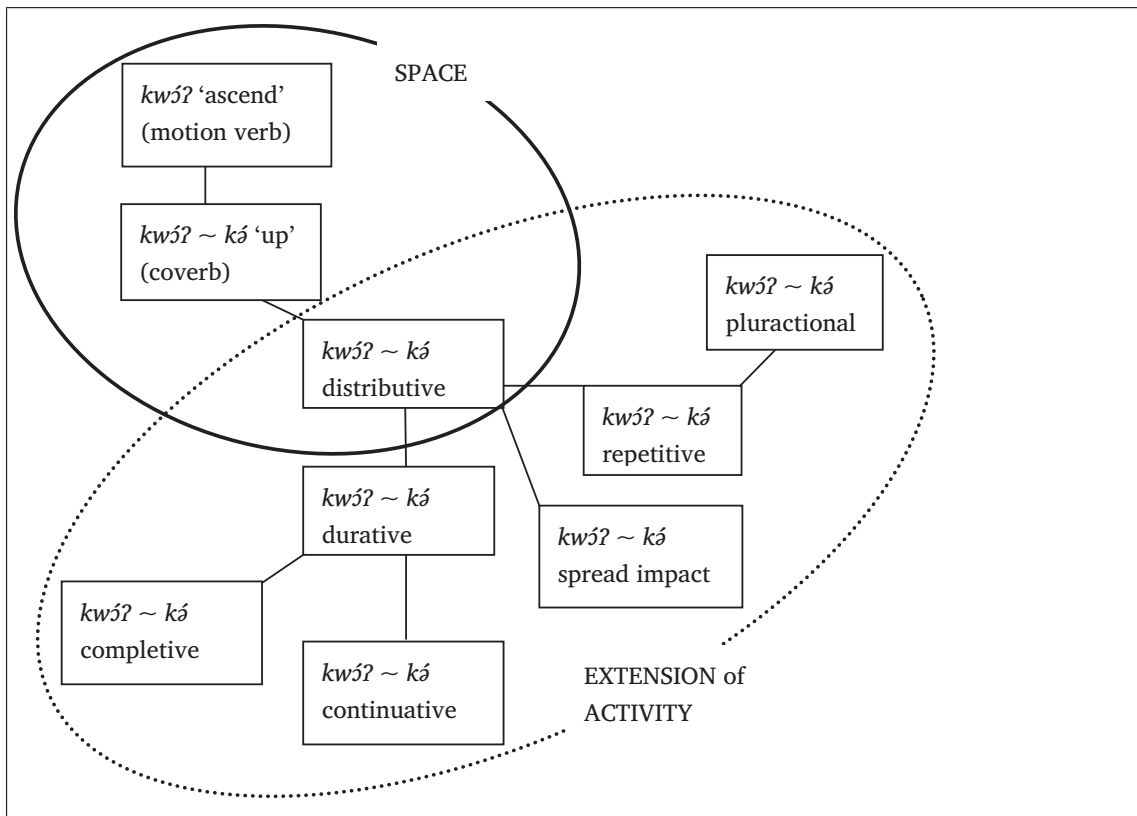 SPACE
kwɔ́ʔ ‘ascend’
(motion verb)
kwɔ́ʔ ~ kə́ ‘up’
(coverb)
kwɔ́ʔ ~ kə́
pluractional
kwɔ́ʔ ~ kə́
distributive
kwɔ́ʔ ~ kə́
repetitive
kwɔ́ʔ ~ kə́
durative
kwɔ́ʔ ~ kə́
spread impact
kwɔ́ʔ ~ kə́
completive
kwɔ́ʔ ~ kə́
continuative
EXTENSION of
ACTIVITY